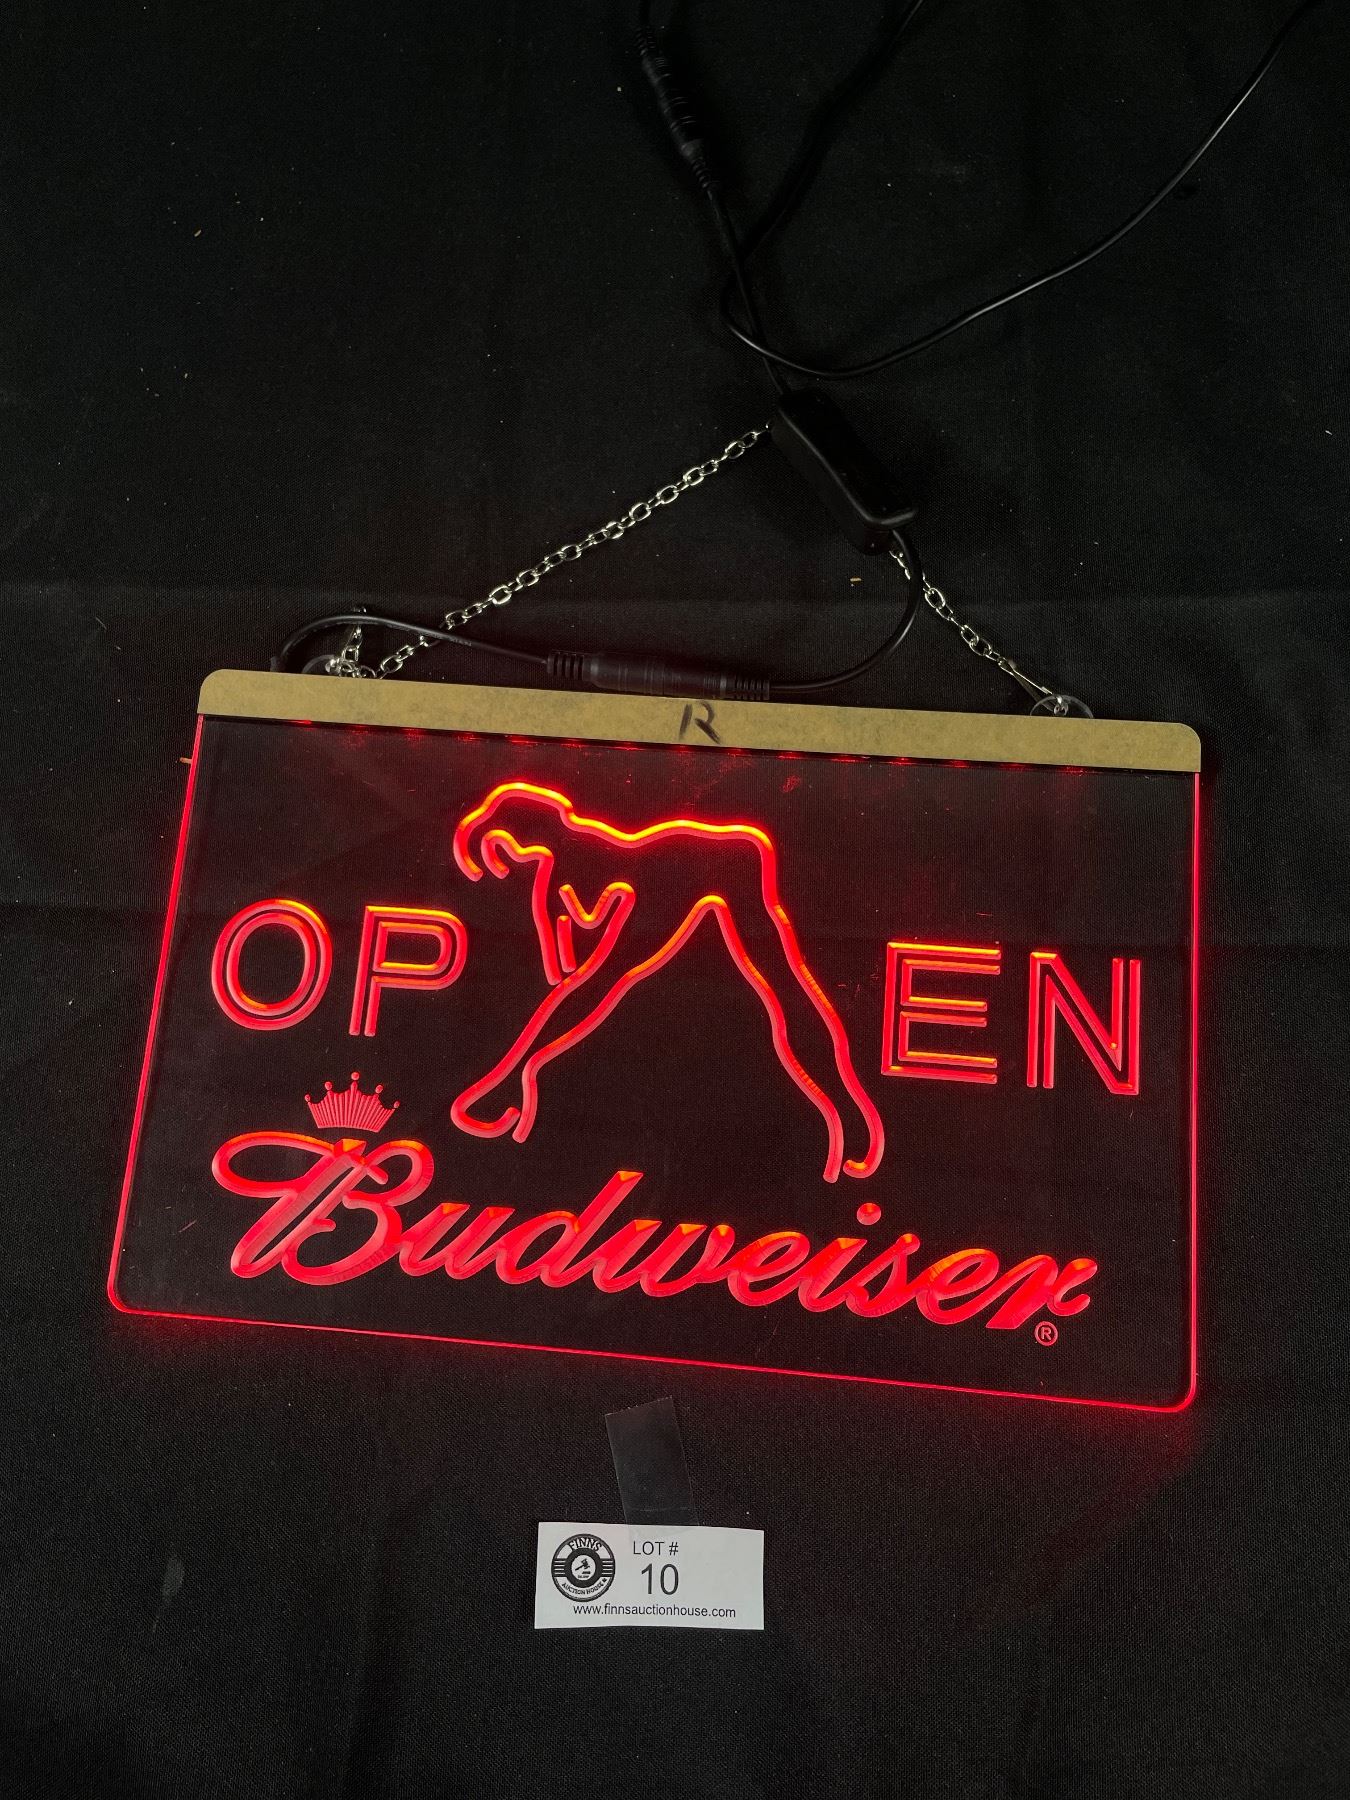 R
OP EN
Budweiser
®
FINNS
AUCTION HOUSE
LOT #
10
www.finnsauctionhouse.com